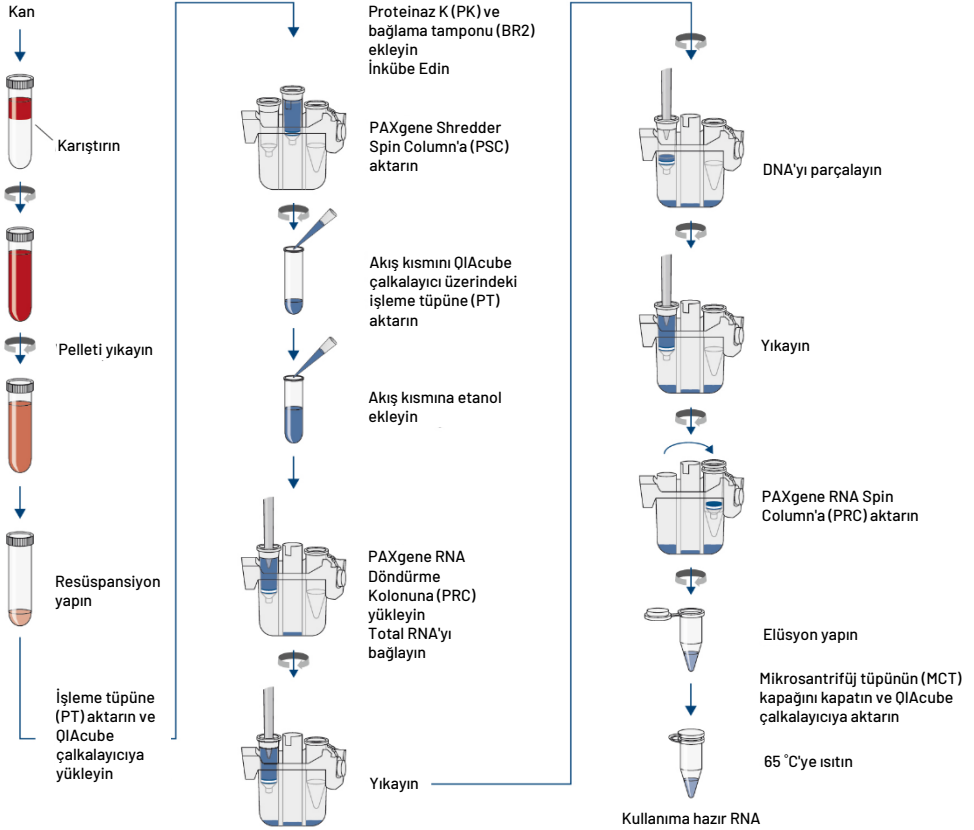 Kan
Karıştırın
Pelleti yıkayın
Resüspansiyon
yapın
İşleme tüpüne
(PT) aktarın ve
QIAcube
çalkalayıcıya
yükleyin
Proteinaz K (PK) ve
bağlama tamponu (BR2)
ekleyin
İnkübe Edin
PAXgene Shredder
Spin Column'a (PSC)
aktarın
Akış kısmını QIAcube
çalkalayıcı üzerindeki
işleme tüpüne (PT)
aktarın
Akış kısmına etanol
ekleyin
PAXgene RNA
Döndürme
Kolonuna (PRC)
yükleyin
Total RNA'yı
bağlayın
Yıkayın
DNA'yı parçalayın
Yıkayın
PAXgene RNA Spin
Column'a (PRC) aktarın
Elüsyon yapın
Mikrosantrifüj tüpünün (MCT)
kapağını kapatın ve QIAcube
çalkalayıcıya aktarın
65 °C'ye ısıtın
Kullanıma hazır RNA